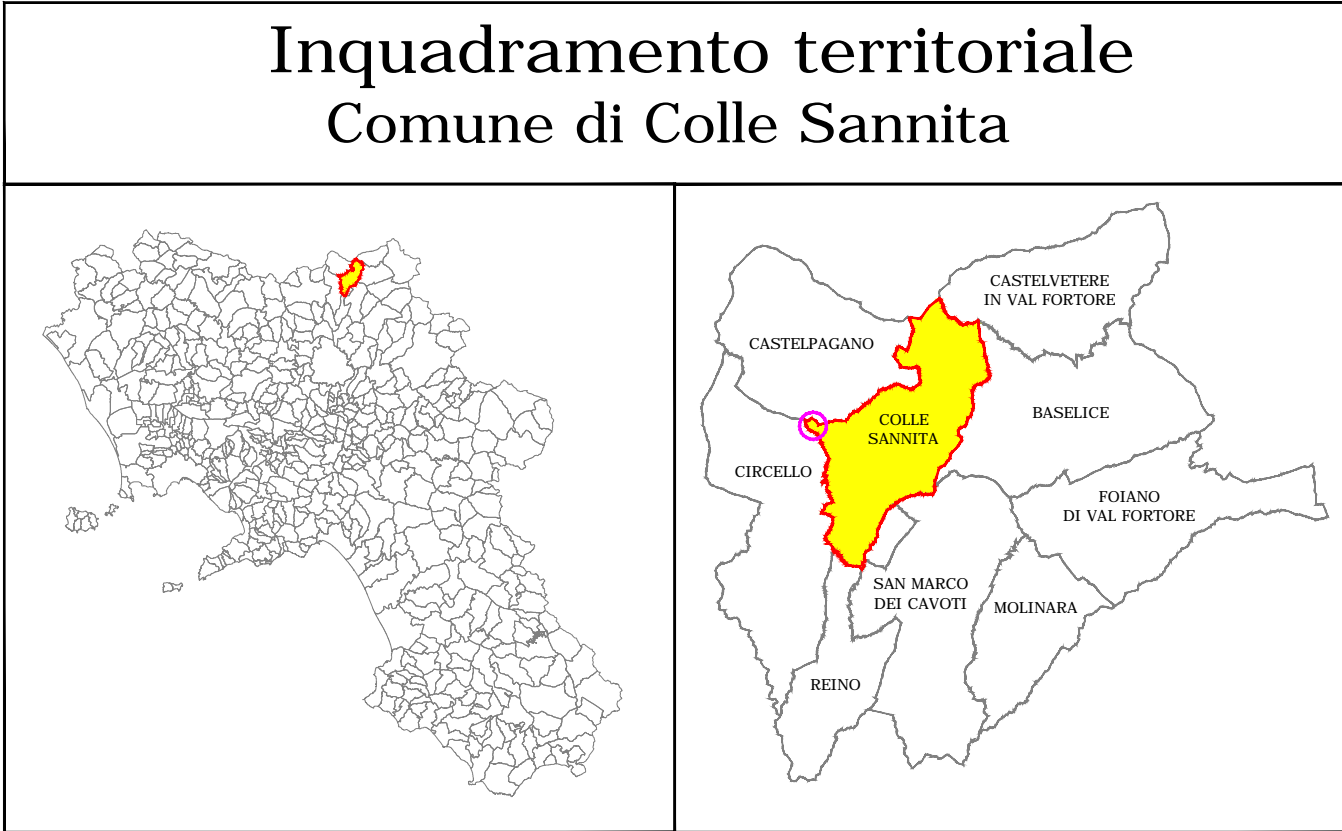 Inquadramento territoriale
Comune di Colle Sannita
CASTELVETERE
IN VAL FORTORE
CASTELPAGANO
COLLE
SANNITA
BASELICE
CIRCELLO
FOIANO
DI VAL FORTORE
SAN MARCO
DEI CAVOTI
MOLINARA
REINO